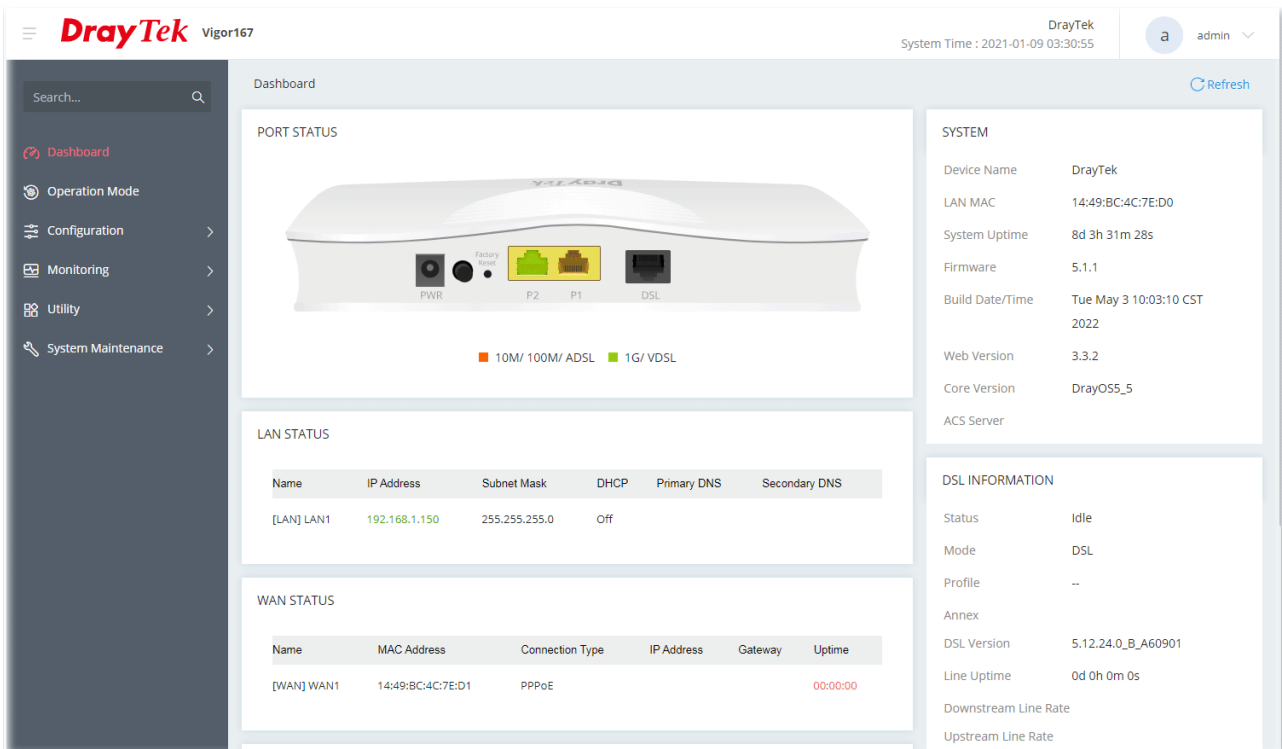 DrayTek Vigor167
DrayTek
System Time : 2021-01-09 03:30:55
a admin
Search...
Dashboard
Operation Mode
Configuration
Monitoring
Utility
System Maintenance
Dashboard
Refresh
PORT STATUS
DrayTek
Factory
Reset
PWR P2 P1 DSL
10M/ 100M/ ADSL 1G/ VDSL
LAN STATUS
Name IP Address Subnet Mask DHCP Primary DNS Secondary DNS
[LAN] LAN1 192.168.1.150 255.255.255.0 Off
WAN STATUS
Name MAC Address Connection Type IP Address Gateway Uptime
[WAN] WAN1 14:49:BC:4C:7E:D1 PPPoE 00:00:00
SYSTEM
Device Name DrayTek
LAN MAC 14:49:BC:4C:7E:D0
System Uptime 8d 3h 31m 28s
Firmware 5.1.1
Build Date/Time Tue May 3 10:03:10 CST
2022
Web Version 3.3.2
Core Version DrayOS5_5
ACS Server
DSL INFORMATION
Status Idle
Mode DSL
Profile --
Annex
DSL Version 5.12.24.0_B_A60901
Line Uptime 0d 0h 0m 0s
Downstream Line Rate
Upstream Line Rate